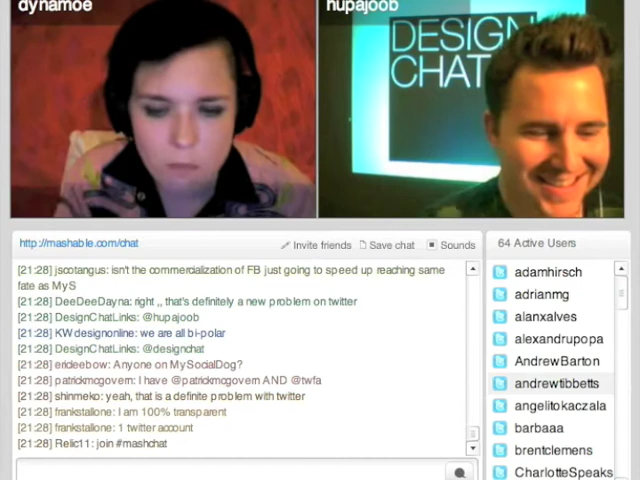 dynamoe
hupajoob
DESIGN
CHAT
http://mashable.com/chat
Invite friends
Save chat
Sounds
64 Active Users
[21:28] jscotangus: isn't the commercialization of FB just going to speed up reaching same
fate as MyS
[21:28] DeeDeeDayna: right ,, that's definitely a new problem on twitter
[21:28] DesignChatLinks: @hupajoob
[21:28] KWdesignonline: we are all bi-polar
[21:28] DesignChatLinks: @designchat
[21:28] erideebow: Anyone on MySocialDog?
[21:28] patrickmcgovern: I have @patrickmcgovern AND @twfa
[21:28] shinmeko: yeah, that is a definite problem with twitter
[21:28] frankstallone: I am 100% transparent
[21:28] frankstallone: 1 twitter account
[21:28] Relic11: join #mashchat
adamhirsch
adrianmg
alanxalves
alexandrupopa
AndrewBarton
andrewtibbetts
angelitokaczala
barbaaa
brentclemens
CharlotteSpeaks